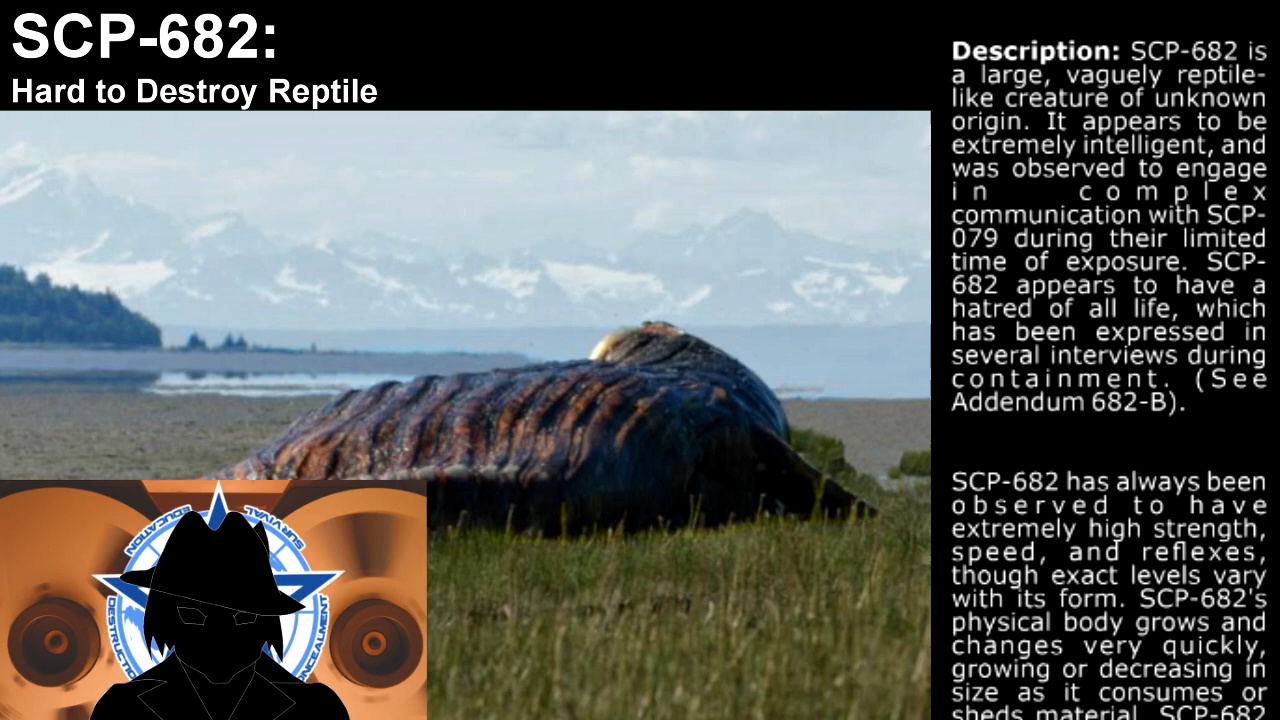 SCP-682:
Hard to Destroy Reptile
Description: SCP-682 is
a large, vaguely reptile-
like creature of unknown
origin. It appears to be
extremely intelligent, and
was observed to engage
in complex
communication with SCP-
079 during their limited
time of exposure. SCP-
682 appears to have a
hatred of all life, which
has been expressed in
several interviews during
containment. (See
Addendum 682-B).
SCP-682 has always been
observed to have
extremely high strength,
speed, and reflexes,
though exact levels vary
with its form. SCP-682's
physical body grows and
changes very quickly,
growing or decreasing in
size as it consumes or
sheds material. SCP-682
EDUCATION
SURVIVAL